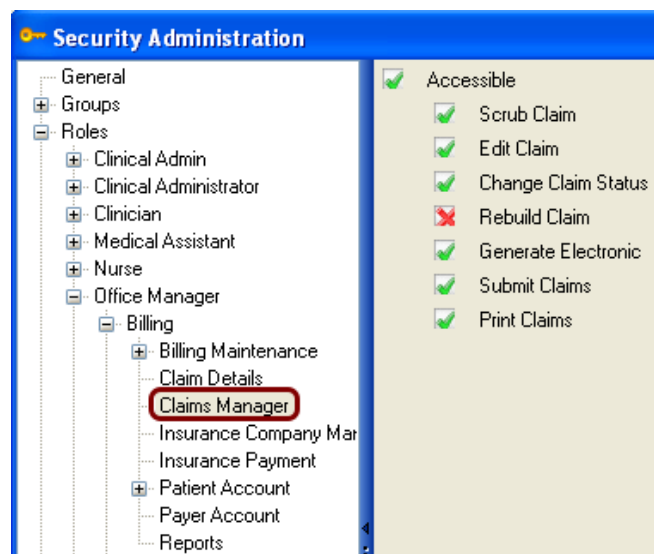 Security Administration
General
Groups
Roles
Clinical Admin
Clinical Administrator
Clinician
Medical Assistant
Nurse
Office Manager
Billing
Billing Maintenance
Claim Details
Claims Manager
Insurance Company Mar
Insurance Payment
Patient Account
Payer Account
Reports
Accessible
Scrub Claim
Edit Claim
Change Claim Status
Rebuild Claim
Generate Electronic
Submit Claims
Print Claims